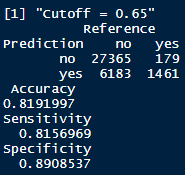 [1] "Cutoff = 0.65"
Reference
Prediction no yes
no 27365 179
yes 6183 1461
Accuracy
0.8191997
Sensitivity
0.8156969
Specificity
0.8908537